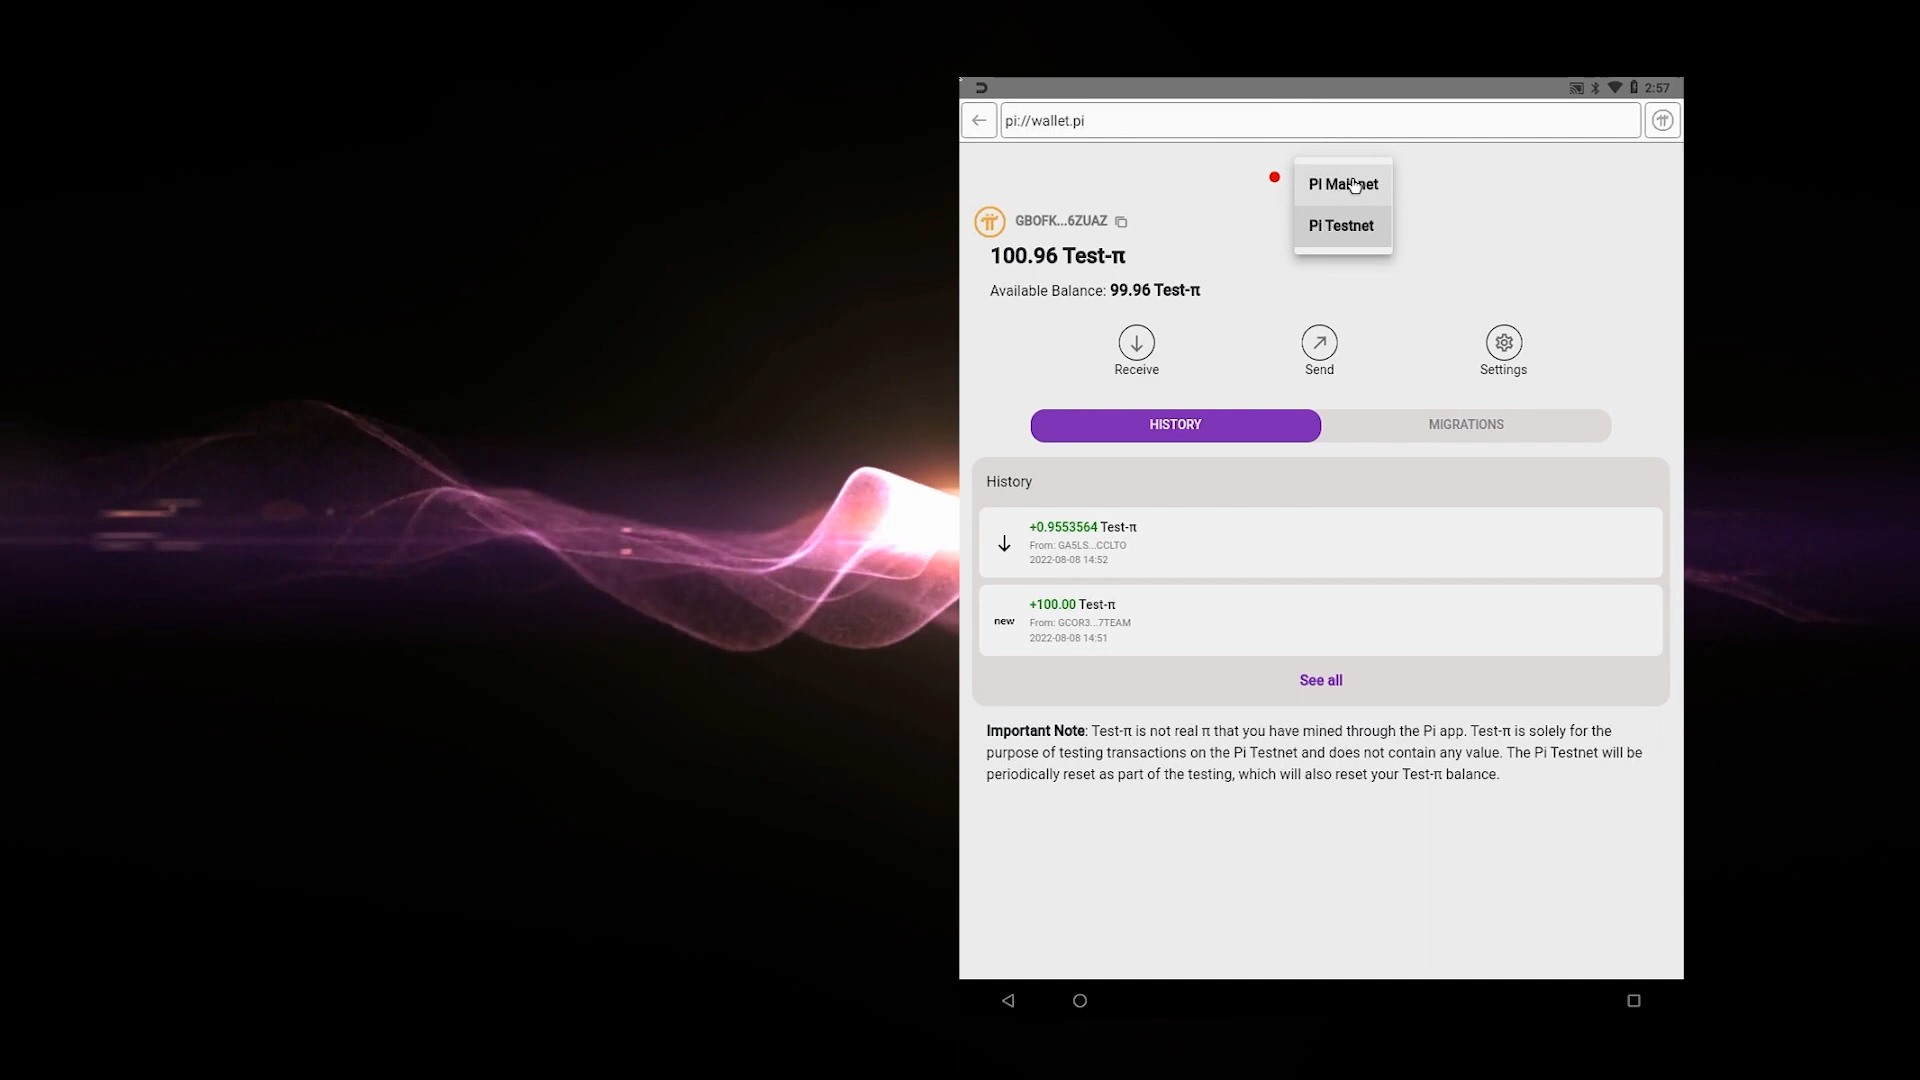 2:57
pi://wallet.pi
Pi Mainnet
Pi Testnet
GBOFK...6ZUAZ
100.96 Test-π
Available Balance: 99.96 Test-π
Receive
Send
Settings
HISTORY
MIGRATIONS
History
+0.9553564 Test-π
From: GA5LS...CCLTO
2022-08-08 14:52
new
+100.00 Test-π
From: GCOR3...7TEAM
2022-08-08 14:51
See all
Important Note: Test-π is not real π that you have mined through the Pi app. Test-π is solely for the
purpose of testing transactions on the Pi Testnet and does not contain any value. The Pi Testnet will be
periodically reset as part of the testing, which will also reset your Test-π balance.